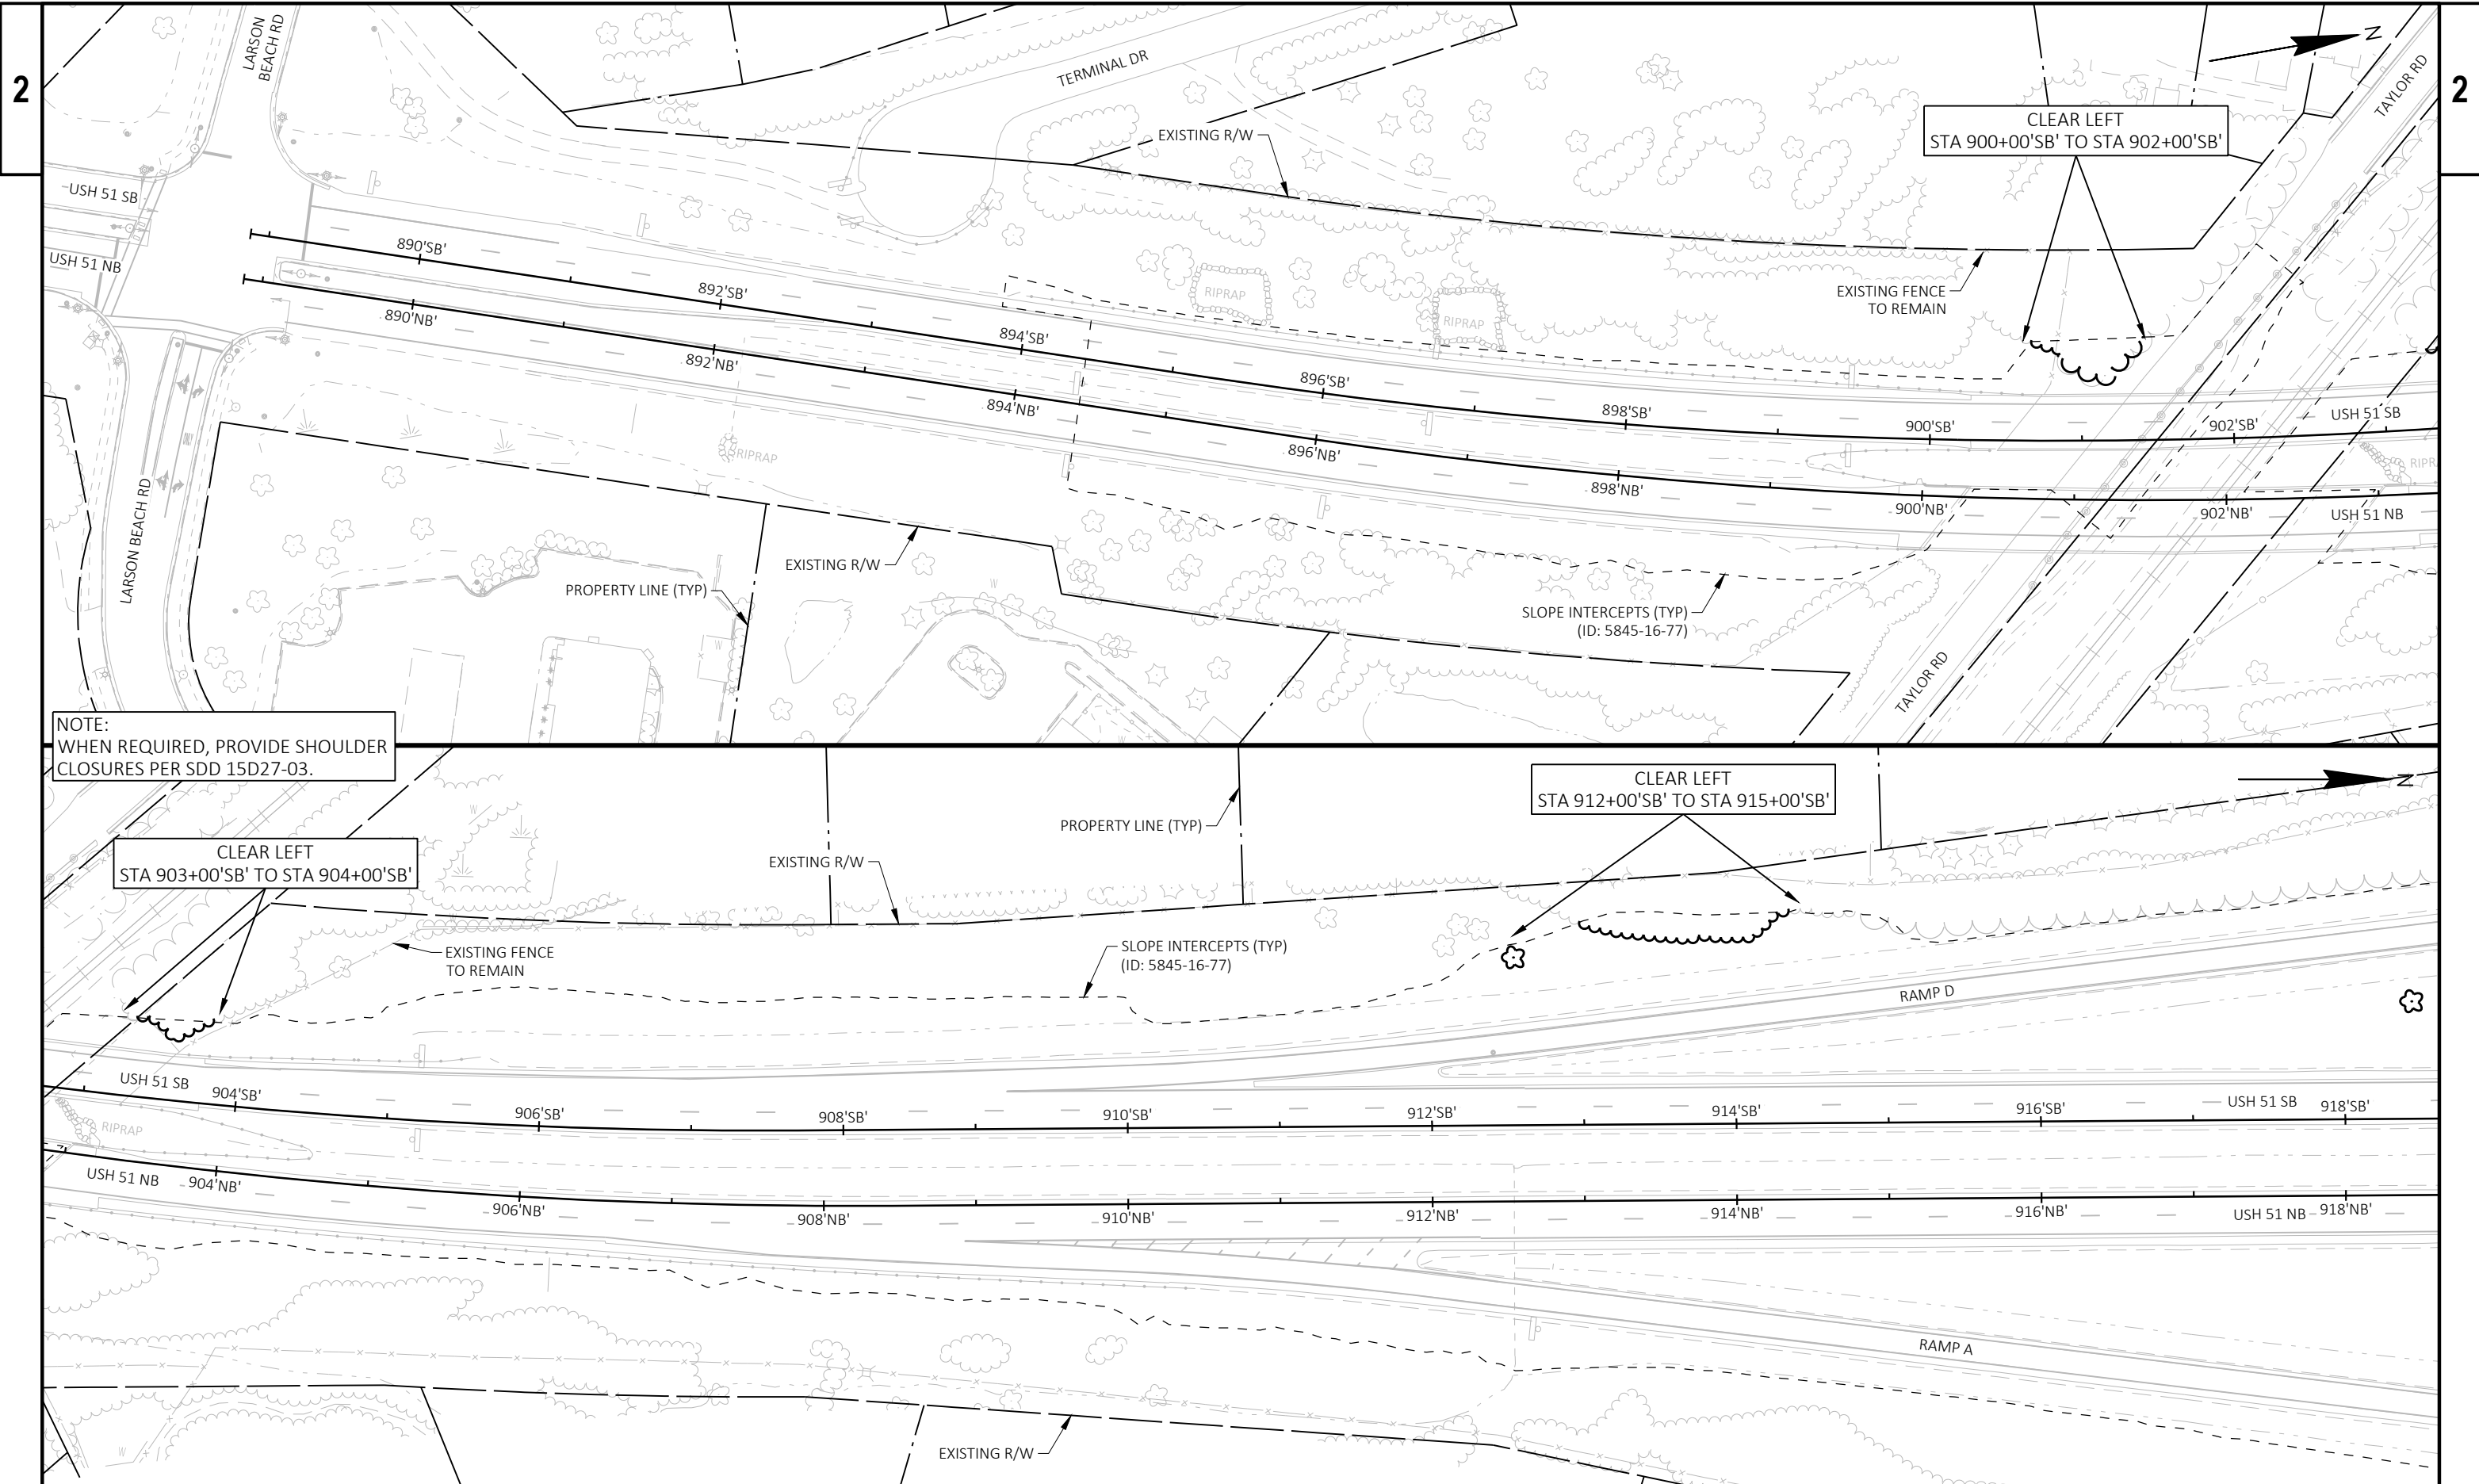 2
2
LARSON
BEACH RD
TERMINAL DR
N
TAYLOR RD
CLEAR LEFT
STA 900+00'SB' TO STA 902+00'SB'
EXISTING R/W
USH 51 SB
USH 51 NB
890'SB'
892'SB'
894'SB'
896'SB'
898'SB'
900'SB'
902'SB'
USH 51 SB
RIPRAP
RIPRAP
EXISTING FENCE
TO REMAIN
890'NB'
892'NB'
894'NB'
896'NB'
898'NB'
900'NB'
902'NB'
USH 51 NB
RIPRAP
RIPR
LARSON BEACH RD
EXISTING R/W
PROPERTY LINE (TYP)
W
W
W
SLOPE INTERCEPTS (TYP)
(ID: 5845-16-77)
TAYLOR RD
NOTE:
WHEN REQUIRED, PROVIDE SHOULDER
CLOSURES PER SDD 15D27-03.
CLEAR LEFT
STA 912+00'SB' TO STA 915+00'SB'
N
PROPERTY LINE (TYP)
W
CLEAR LEFT
STA 903+00'SB' TO STA 904+00'SB'
EXISTING R/W
EXISTING FENCE
TO REMAIN
SLOPE INTERCEPTS (TYP)
(ID: 5845-16-77)
RAMP D
USH 51 SB
904'SB'
906'SB'
908'SB'
910'SB'
912'SB'
914'SB'
916'SB'
USH 51 SB
918'SB'
RIPRAP
USH 51 NB
904'NB'
906'NB'
908'NB'
910'NB'
912'NB'
914'NB'
916'NB'
USH 51 NB
918'NB'
RAMP A
EXISTING R/W
W